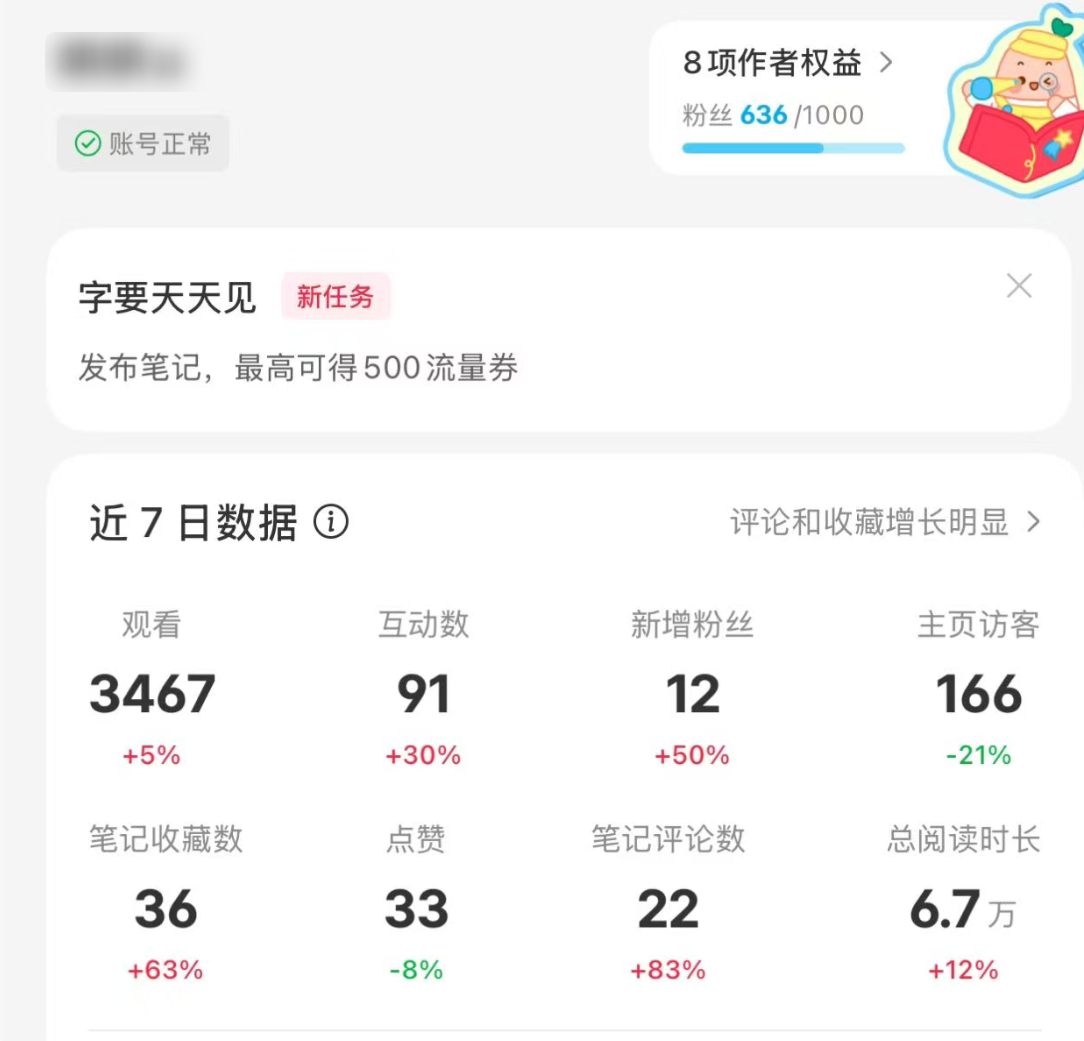 8项作者权益 >
粉丝 636 /1000
账号正常
字要天天见 新任务
发布笔记，最高可得500流量券
近 7 日数据
评论和收藏增长明显 >
观看 互动数 新增粉丝 主页访客
3467 91 12 166
+5% +30% +50% -21%
笔记收藏数 点赞 笔记评论数 总阅读时长
36 33 22 6.7万
+63% -8% +83% +12%